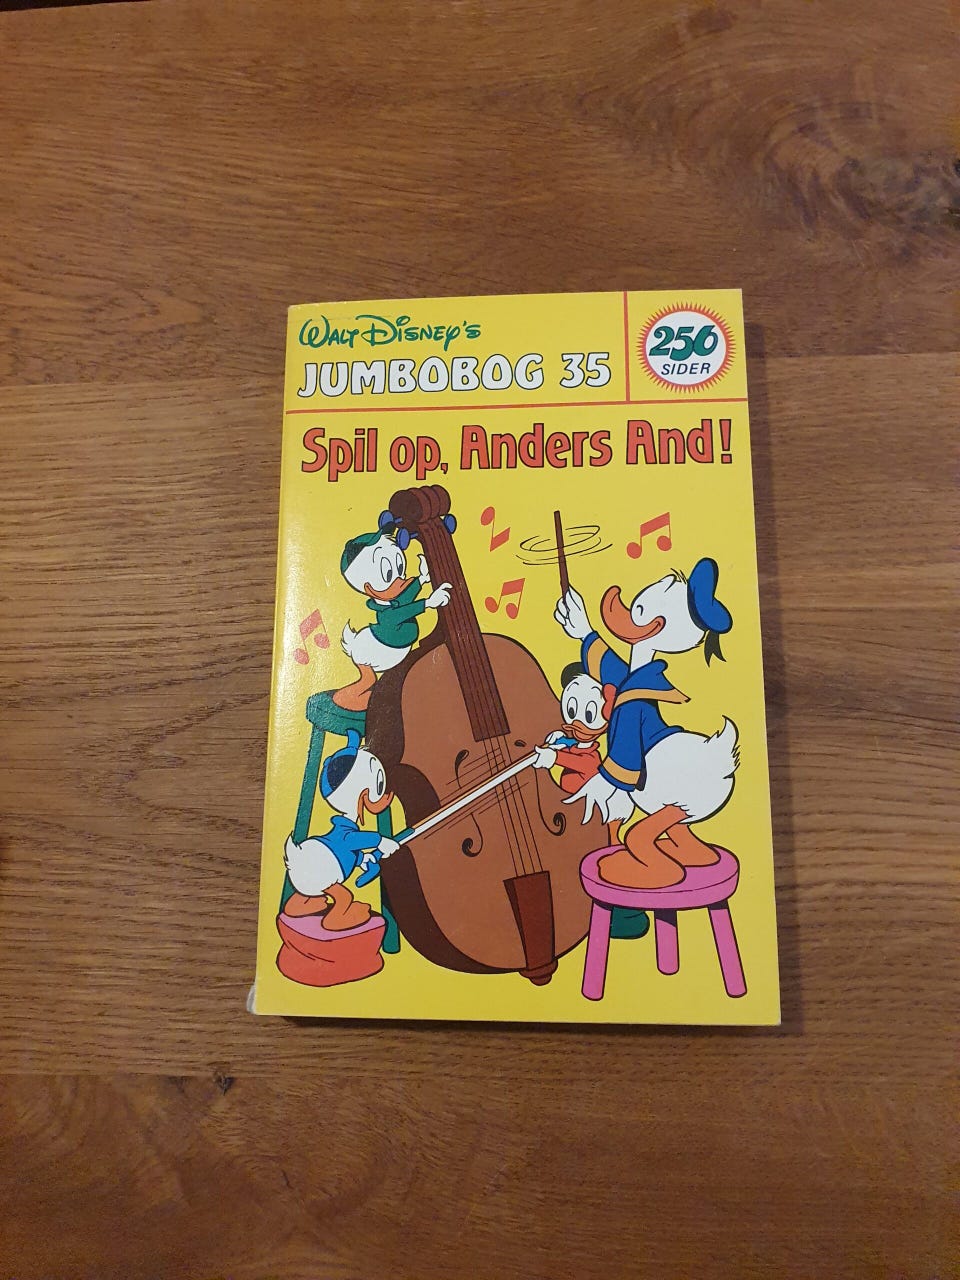 Walt Disney's
JUMBOBOG 35
256
SIDER
Spil op, Anders And!